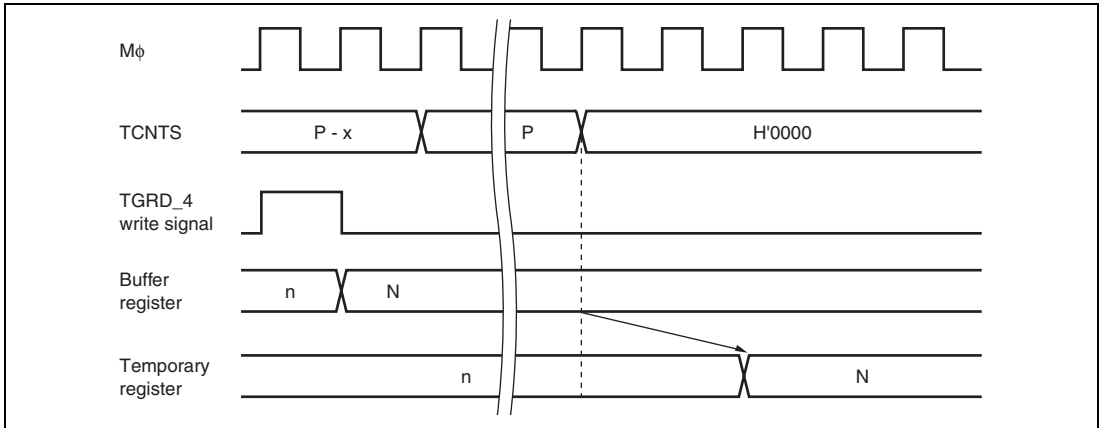 Mϕ
TCNTS
P - x
P
H'0000
TGRD_4
write signal
Buffer
register
n
N
Temporary
register
n
N